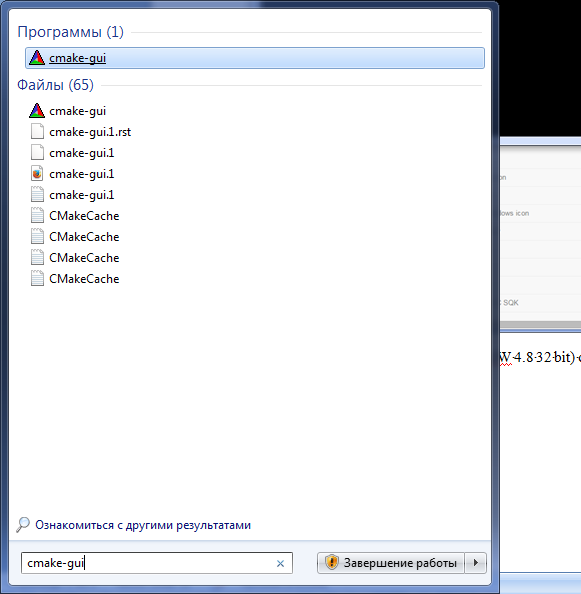 Программы (1)
cmake-gui
Файлы (65)
cmake-gui
cmake-gui.1.rst
cmake-gui.1
cmake-gui.1
cmake-gui.1
CMakeCache
CMakeCache
CMakeCache
CMakeCache
Ознакомиться с другими результатами
cmake-gui
Завершение работы
on
dows icon
SQK
W·4.8·32·bit)·